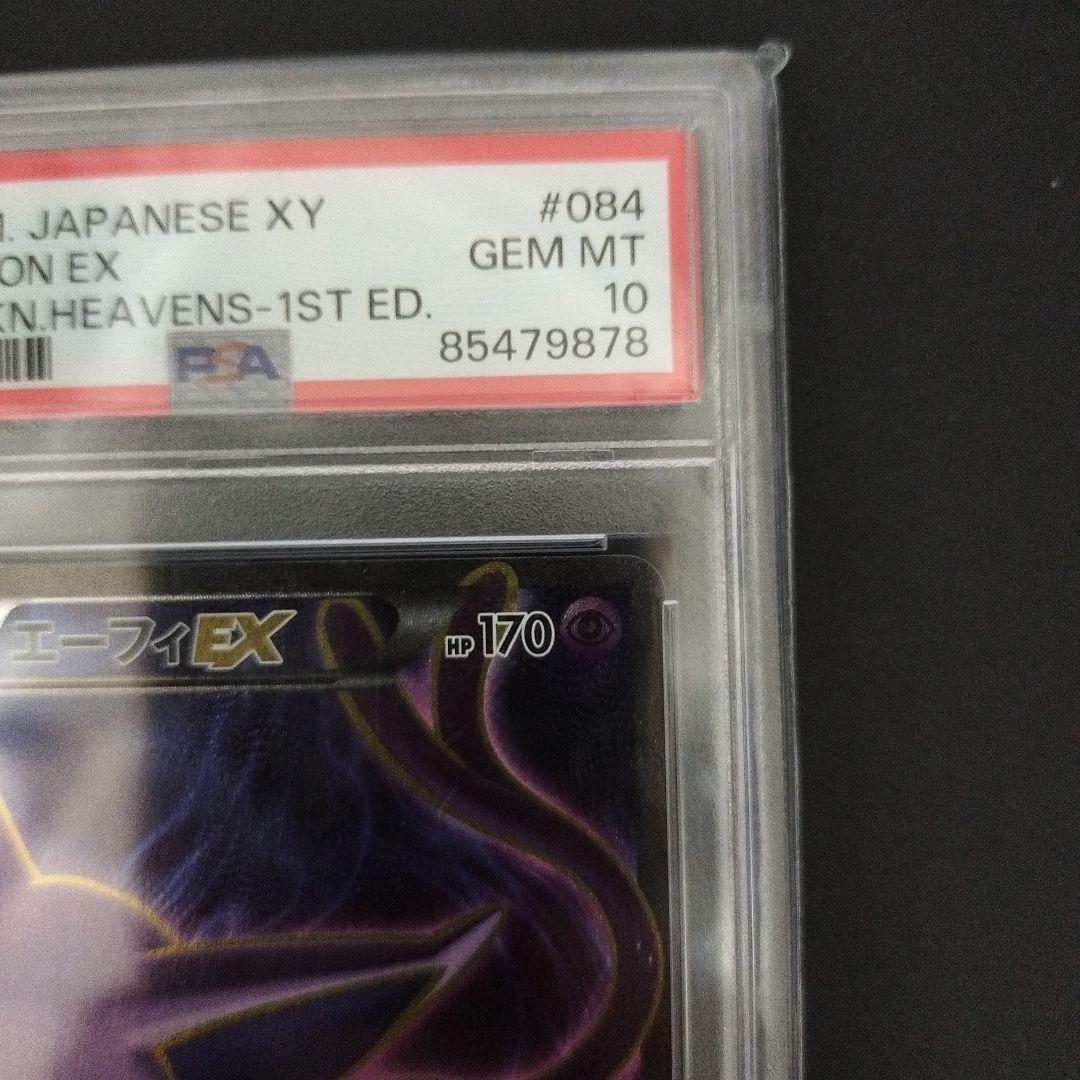 . JAPANESE XY #084
ON EX GEM MT
KN.HEAVENS-1ST ED. 10
85479878
PSA
エーフィEX HP170